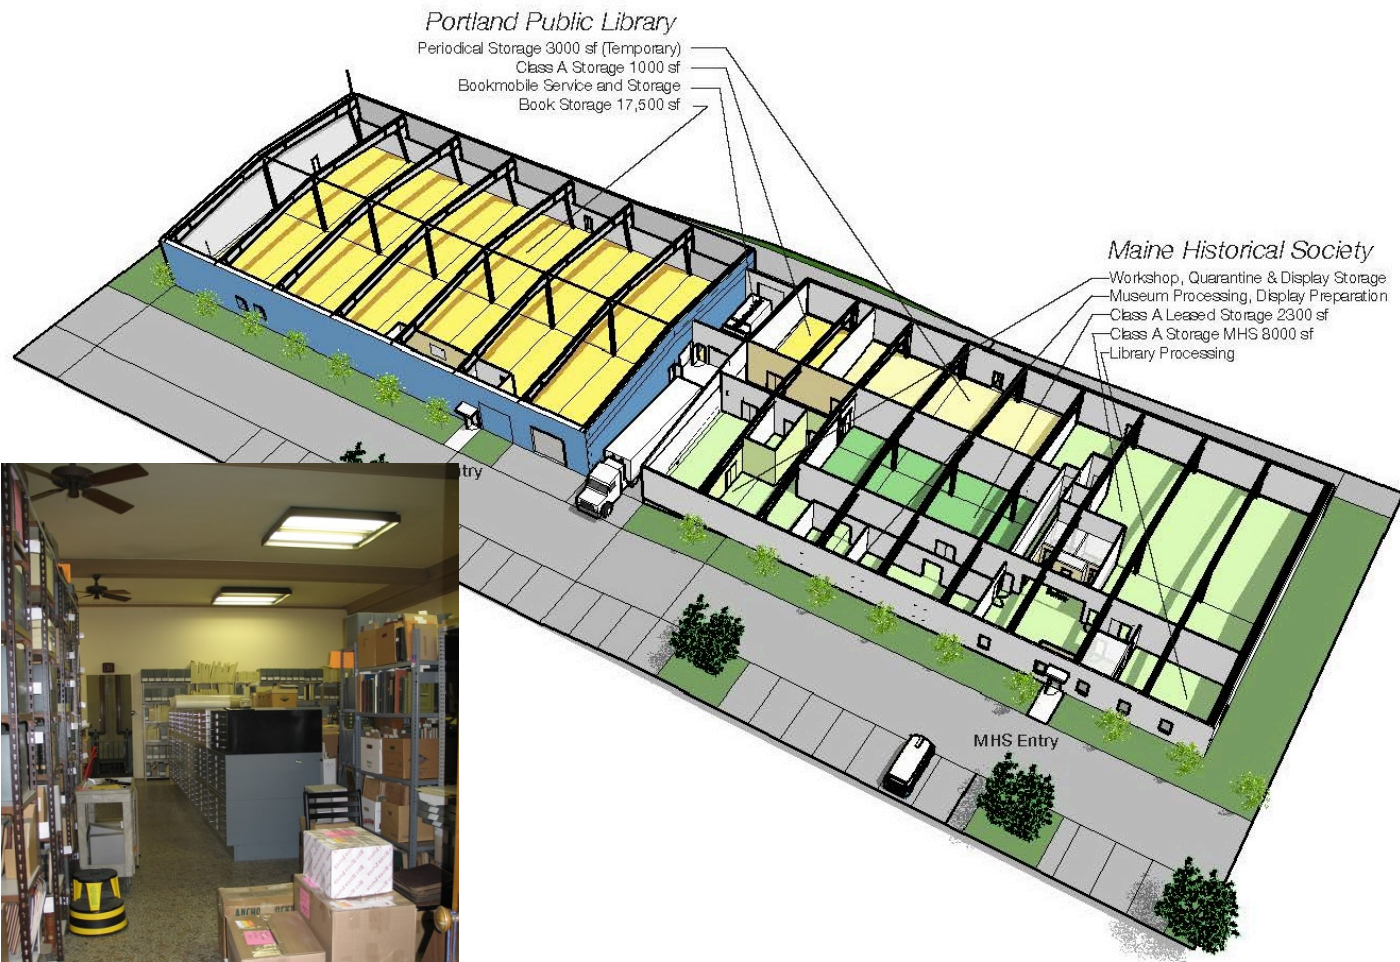 Portland Public Library
Periodical Storage 3000 sf (Temporary)
Class A Storage 1000 sf
Bookmobile Service and Storage
Book Storage 17,500 sf
Maine Historical Society
Workshop, Quarantine & Display Storage
Museum Processing, Display Preparation
Class A Leased Storage 2300 sf
Class A Storage MHS 8000 sf
Library Processing
ntry
MHS Entry